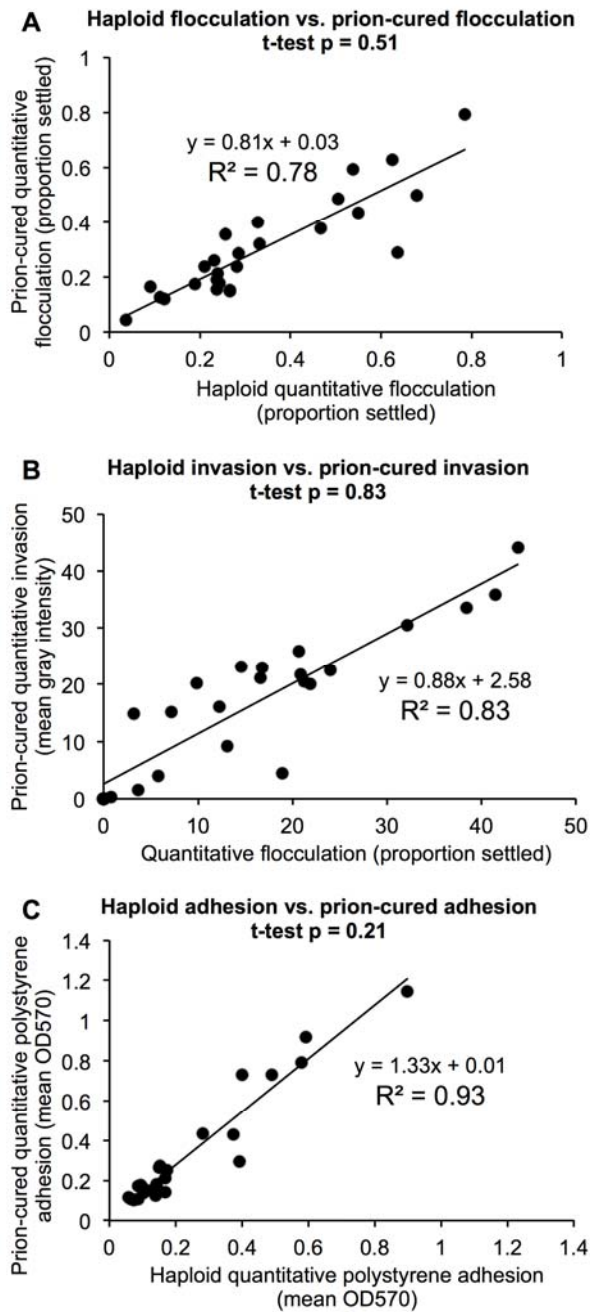 A
Haploid flocculation vs. prion-cured flocculation
t-test p = 0.51
Prion-cured quantitative
flocculation (proportion settled)
1
0.8
0.6
0.4
0.2
0
y = 0.81x + 0.03
R² = 0.78
0 0.2 0.4 0.6 0.8 1
Haploid quantitative flocculation
(proportion settled)
B
Haploid invasion vs. prion-cured invasion
t-test p = 0.83
Prion-cured quantitative invasion
(mean gray intensity)
50
40
30
20
10
0
y = 0.88x + 2.58
R² = 0.83
0 10 20 30 40 50
Quantitative flocculation (proportion settled)
C
Haploid adhesion vs. prion-cured adhesion
t-test p = 0.21
Prion-cured quantitative polystyrene
adhesion (mean OD570)
1.4
1.2
1
0.8
0.6
0.4
0.2
0
y = 1.33x + 0.01
R² = 0.93
0 0.2 0.4 0.6 0.8 1 1.2 1.4
Haploid quantitative polystyrene adhesion
(mean OD570)